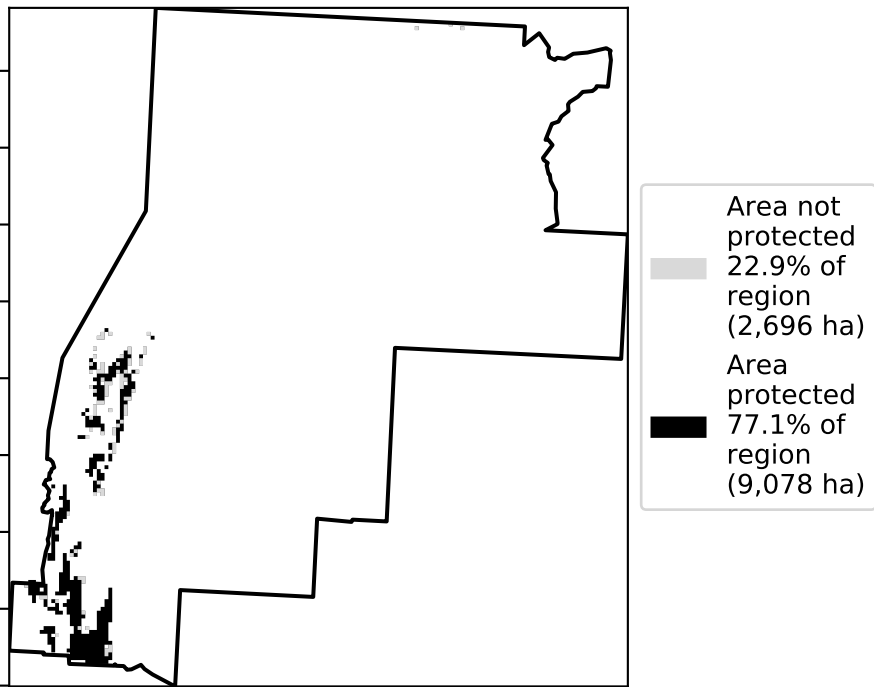 Area not
protected
22.9% of
region
(2,696 ha)
Area
protected
77.1% of
region
(9,078 ha)